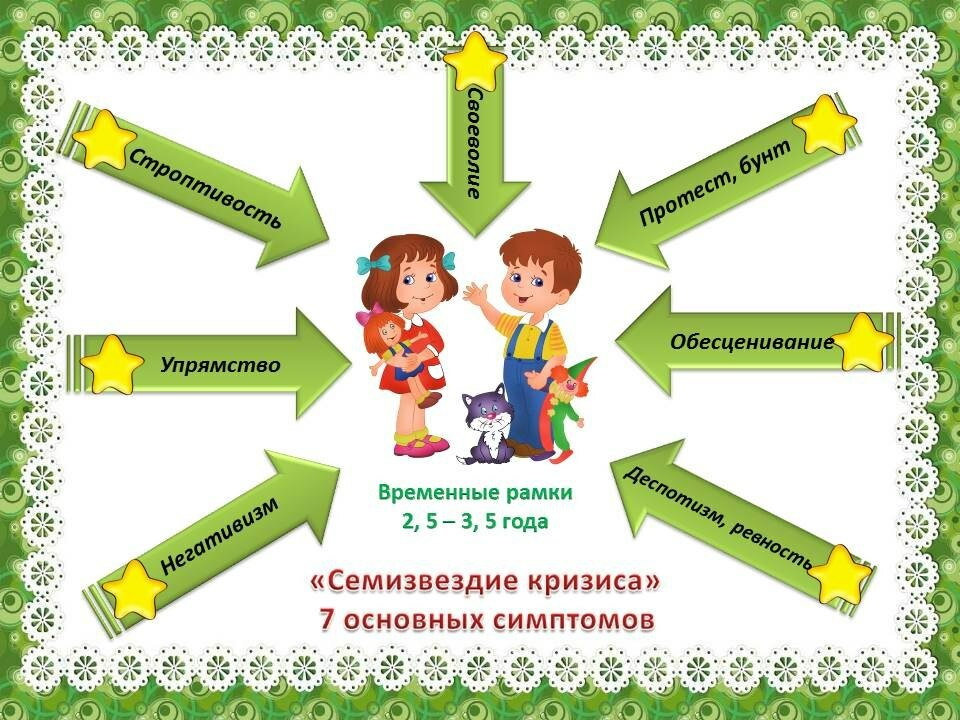 Своеволие
Строптивость
Протест, бунт
Упрямство
Обесценивание
Негативизм
Деспотизм, ревность
Временные рамки
2, 5 – 3, 5 года
«Семизвездие кризиса»
7 основных симптомов